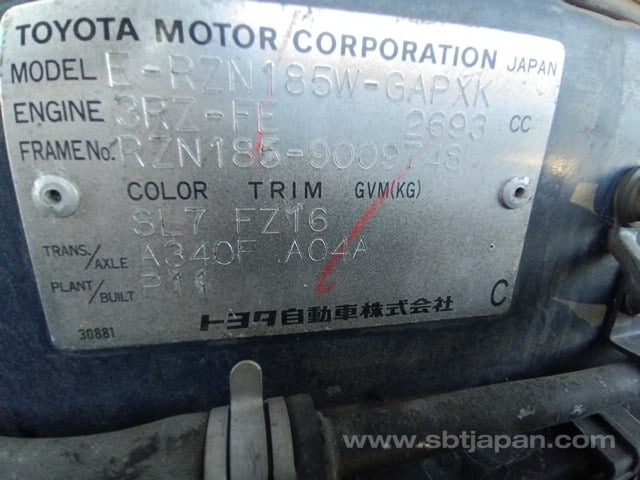 TOYOTA MOTOR CORPORATION JAPAN
MODEL E-RZN185W-GAPXK
ENGINE 3RZ-FE 2693 CC
FRAME No. RZN185-9009748
COLOR TRIM GVM(KG)
8L7 FZ16
TRANS./AXLE A340F A04A
PLANT/BUILT P11
トヨタ自動車株式会社 C
30881
www.sbtjapan.com